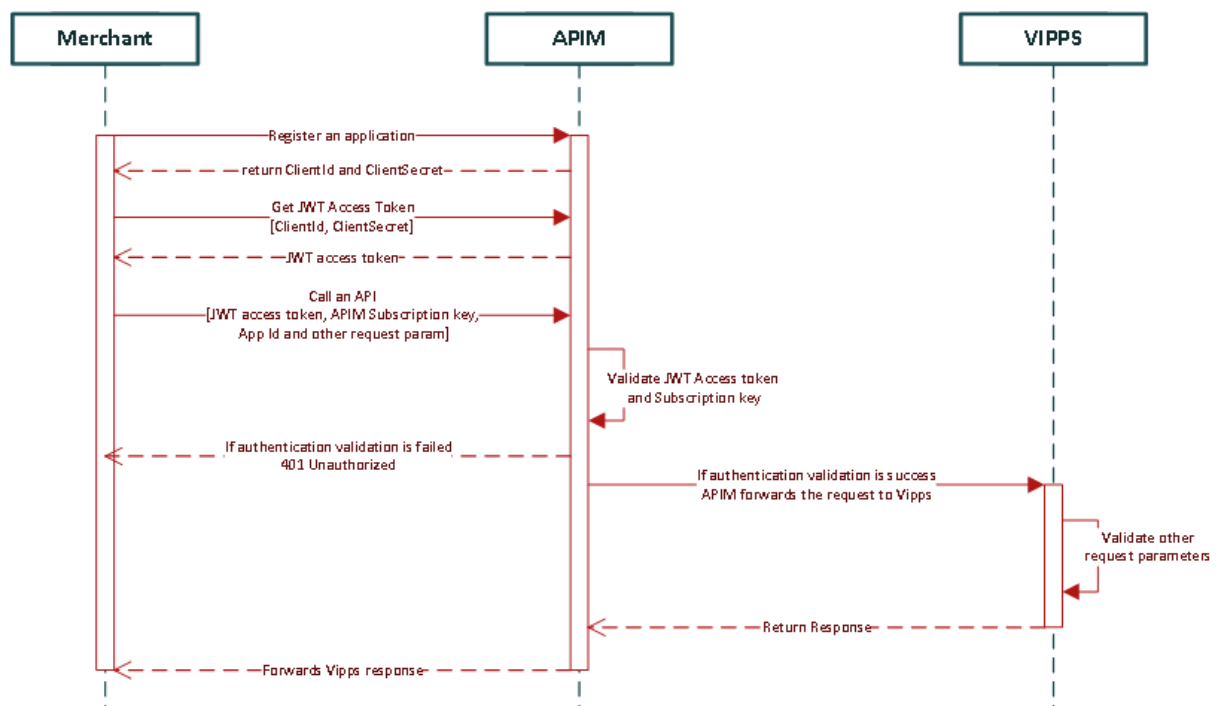 Merchant
APIM
VIPPS
Register an application
return ClientId and ClientSecret
Get JWT Access Token
[ClientId, ClientSecret]
JWT access token
Call an API
[JWT access token, APIM Subscription key,
App Id and other request param]
Validate JWT Access token
and Subscription key
If authentication validation is failed
401 Unauthorized
If authentication validation is success
APIM forwards the request to Vipps
Validate other
request parameters
Return Response
Forwards Vipps response